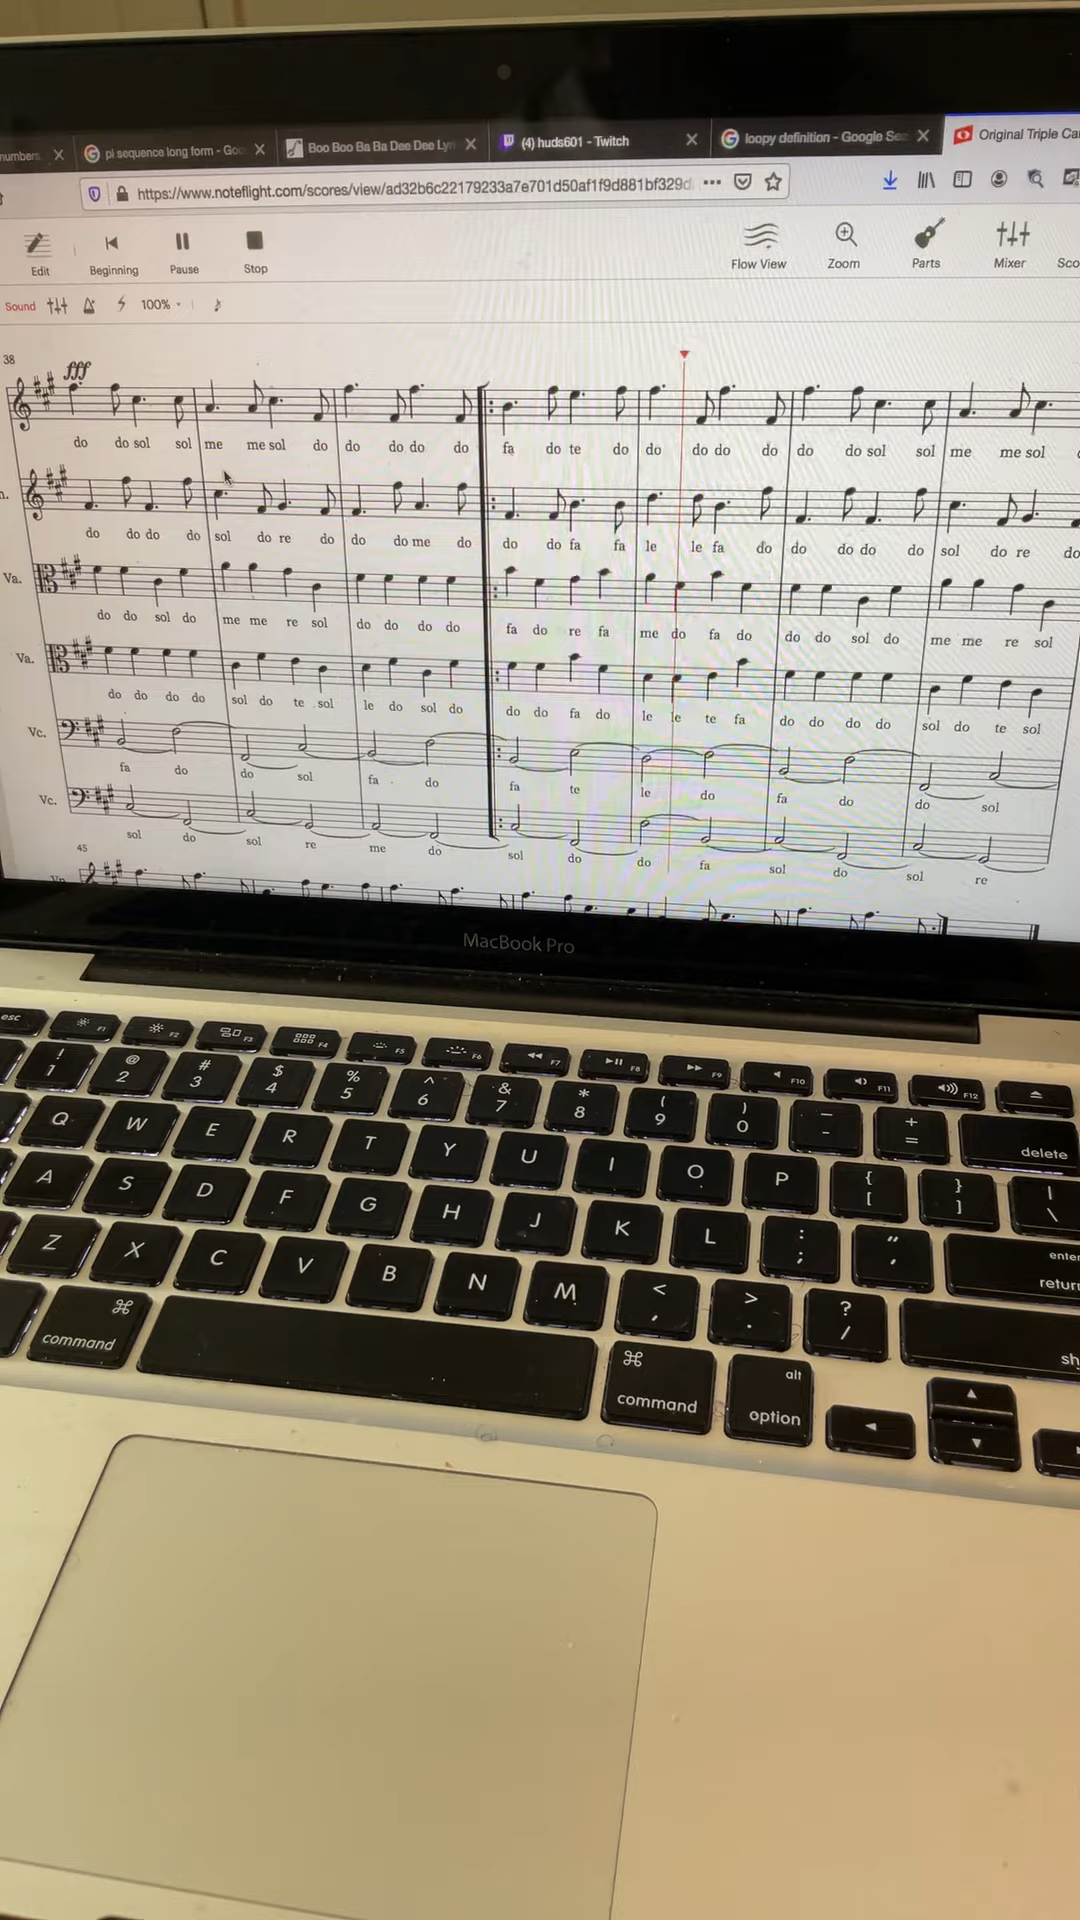 numbers
pi sequence long form - Goo
Boo Boo Ba Ba Dee Dee Lyr
(4) huds601 - Twitch
loopy definition - Google Sea
Original Triple Ca
https://www.noteflight.com/scores/view/ad32b6c22179233a7e701d50af1f9d881bf329d
Edit Beginning Pause Stop Flow View Zoom Parts Mixer Sco
Sound 100%
38
fff
do do sol sol me me sol do do do do do fa do te do do do do do do do sol sol me me sol
n.
do do do do sol do re do do do me do do do fa fa le le fa do do do do do sol do re do
Va.
do do sol do me me re sol do do do do fa do re fa me do fa do do do sol do me me re sol
Va.
do do do do sol do te sol le do sol do do do fa do le le te fa do do do do sol do te sol
Vc.
fa do do sol fa do fa te le do fa do do sol
Vc.
sol do sol re me do sol do do fa sol do sol re
45
Vn
MacBook Pro
esc F1 F2 F3 F4 F5 F6 F7 F8 F9 F10 F11 F12
! 1 @ 2 # 3 $ 4 % 5 ^ 6 & 7 * 8 ( 9 ) 0 — - + = delete
Q W E R T Y U I O P { [ } ] | \
A S D F G H J K L : ; " ' enter return
Z X C V B N M < , > . ? / sh
⌘ command ⌘ command alt option